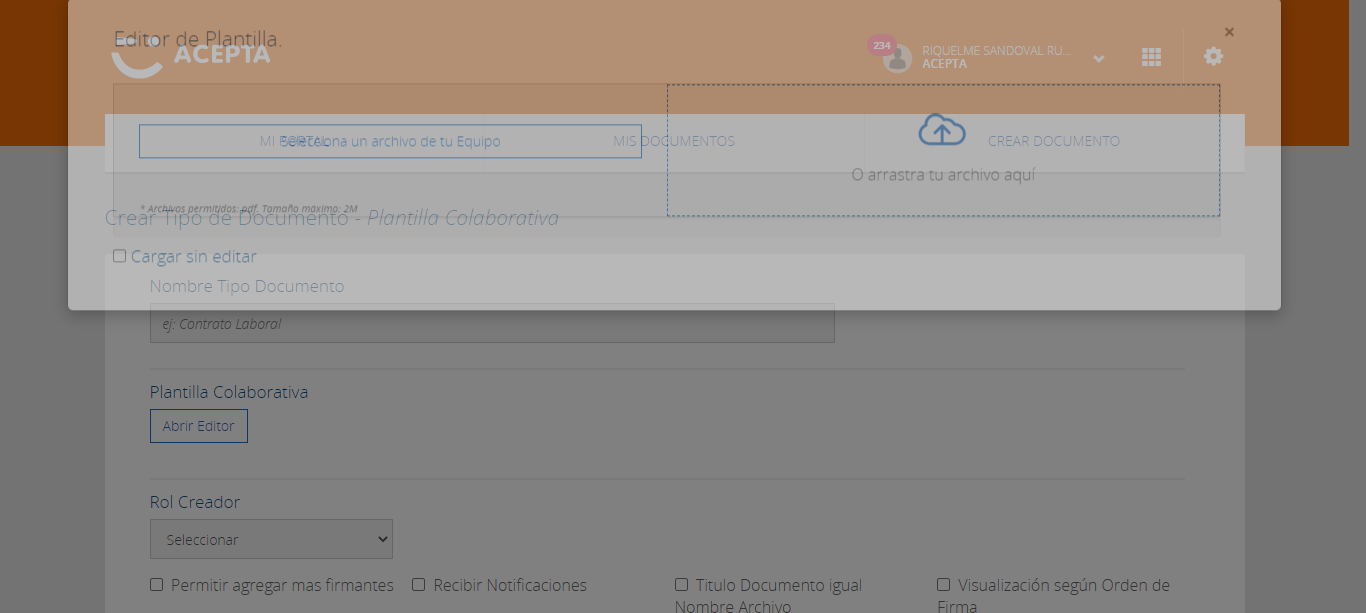 Editor de Plantilla.
×
ACEPTA
234
RIQUELME SANDOVAL RU...
ACEPTA
MI PORTAL
Selecciona un archivo de tu Equipo
MIS DOCUMENTOS
CREAR DOCUMENTO
O arrastra tu archivo aquí
* Archivos permitidos: pdf. Tamaño máximo: 2M
Crear Tipo de Documento - Plantilla Colaborativa
Cargar sin editar
Nombre Tipo Documento
ej: Contrato Laboral
Plantilla Colaborativa
Abrir Editor
Rol Creador
Seleccionar
Permitir agregar mas firmantes
Recibir Notificaciones
Titulo Documento igual
Nombre Archivo
Visualización según Orden de
Firma